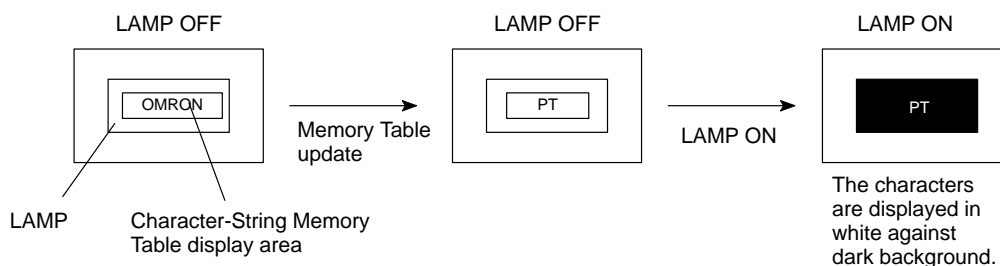 LAMP OFF
LAMP OFF
LAMP ON
OMRON
PT
PT
Memory Table
update
LAMP ON
LAMP
Character-String Memory
Table display area
The characters
are displayed in
white against
dark background.